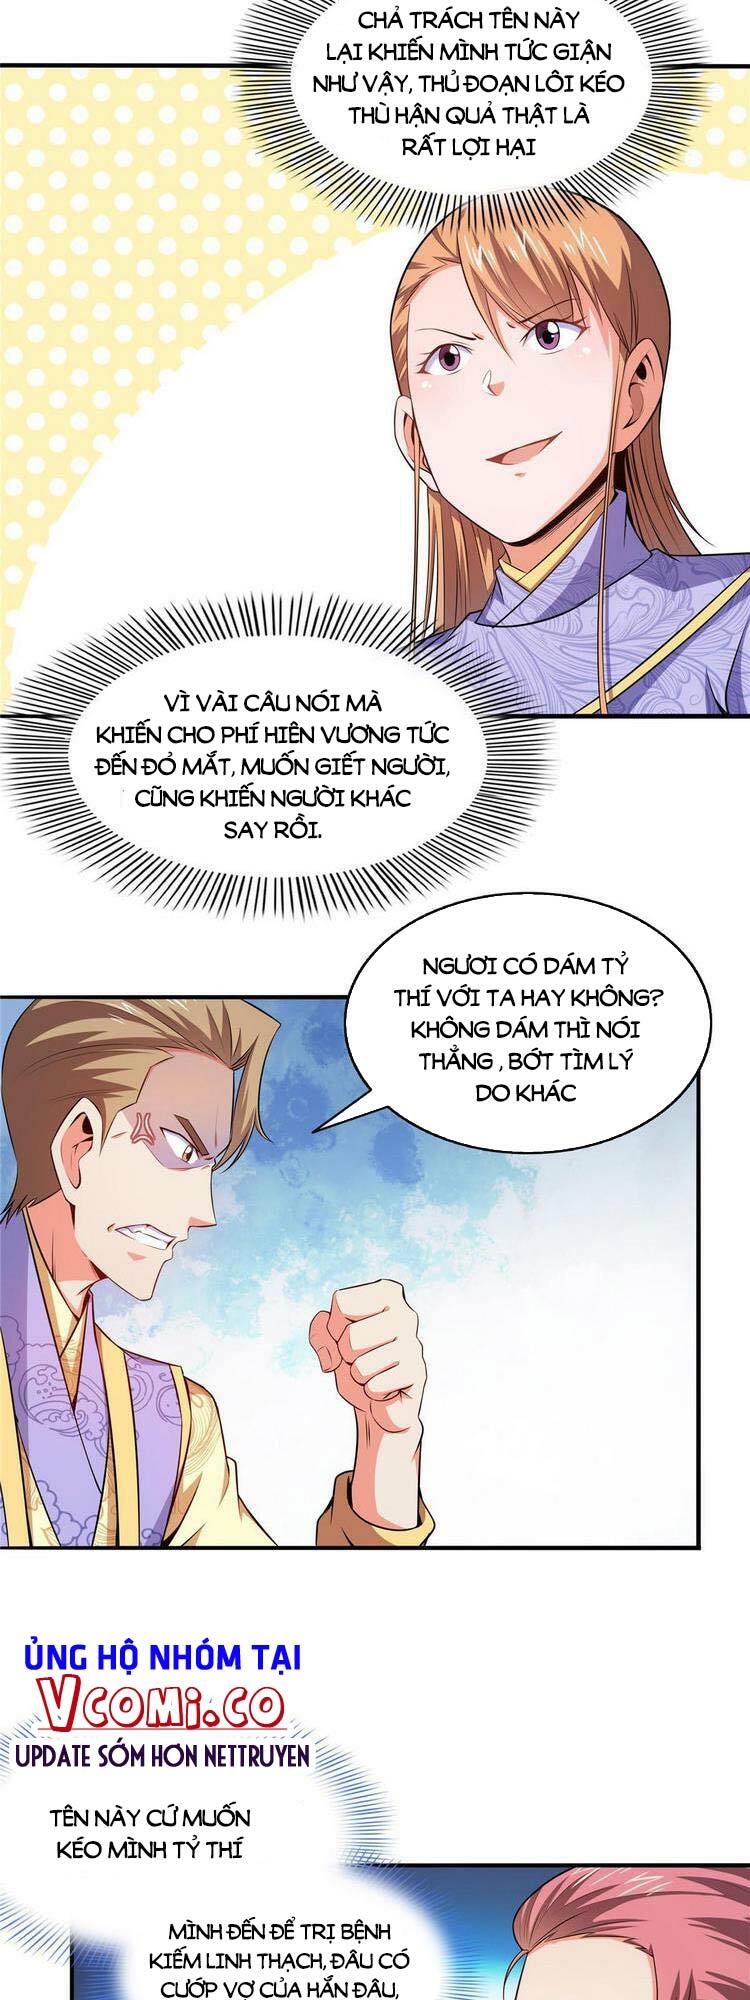 CHẢ TRÁCH TÊN NÀY
LẠI KHIẾN MÌNH TỨC GIẬN
NHƯ VẬY, THỦ ĐOẠN LÔI KÉO
THÙ HẬN QUẢ THẬT LÀ
RẤT LỢI HẠI
VÌ VÀI CÂU NÓI MÀ
KHIẾN CHO PHÍ HIÊN VƯƠNG TỨC
ĐẾN ĐỎ MẮT, MUỐN GIẾT NGƯỜI,
CŨNG KHIẾN NGƯỜI KHÁC
SAY RỒI.
NGƯƠI CÓ DÁM TỶ
THÍ VỚI TA HAY KHÔNG?
KHÔNG DÁM THÌ NÓI
THẲNG , BỚT TÌM LÝ
DO KHÁC
ỦNG HỘ NHÓM TẠI
VCOMI.CO
UPDATE SỚM HƠN NETTRUYEN
TÊN NÀY CỨ MUỐN
KÉO MÌNH TỶ THÍ
MÌNH ĐẾN ĐỂ TRỊ BỆNH
KIẾM LINH THẠCH, ĐÂU CÓ
CƯỚP VỢ CỦA HẮN ĐÂU,